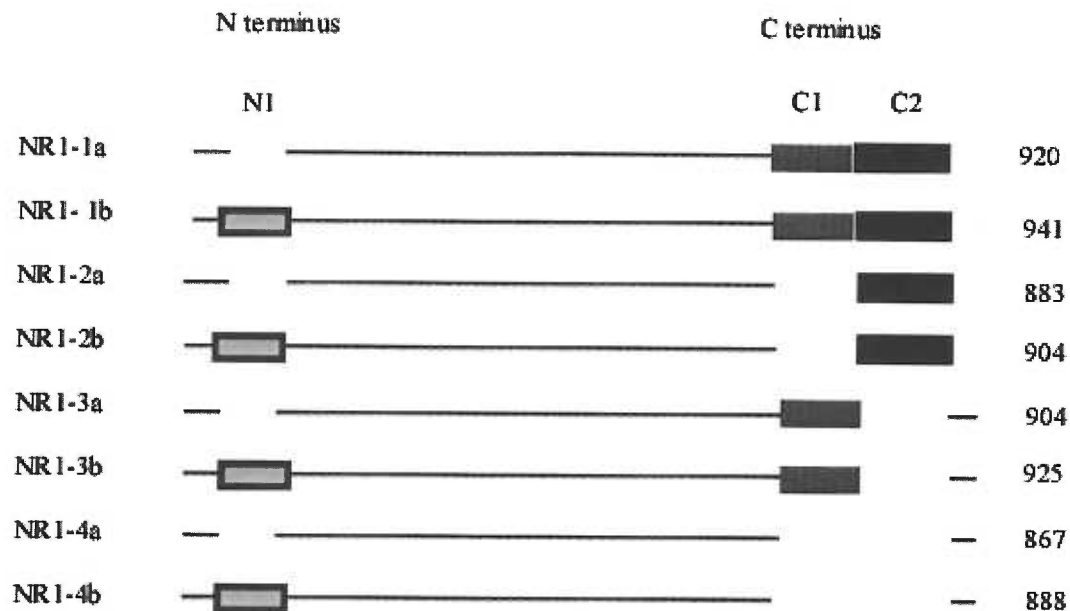 N terminus C terminus
N1 C1 C2
NR1-1a 920
NR1- 1b 941
NR1-2a 883
NR1-2b 904
NR1-3a 904
NR1-3b 925
NR1-4a 867
NR1-4b 888